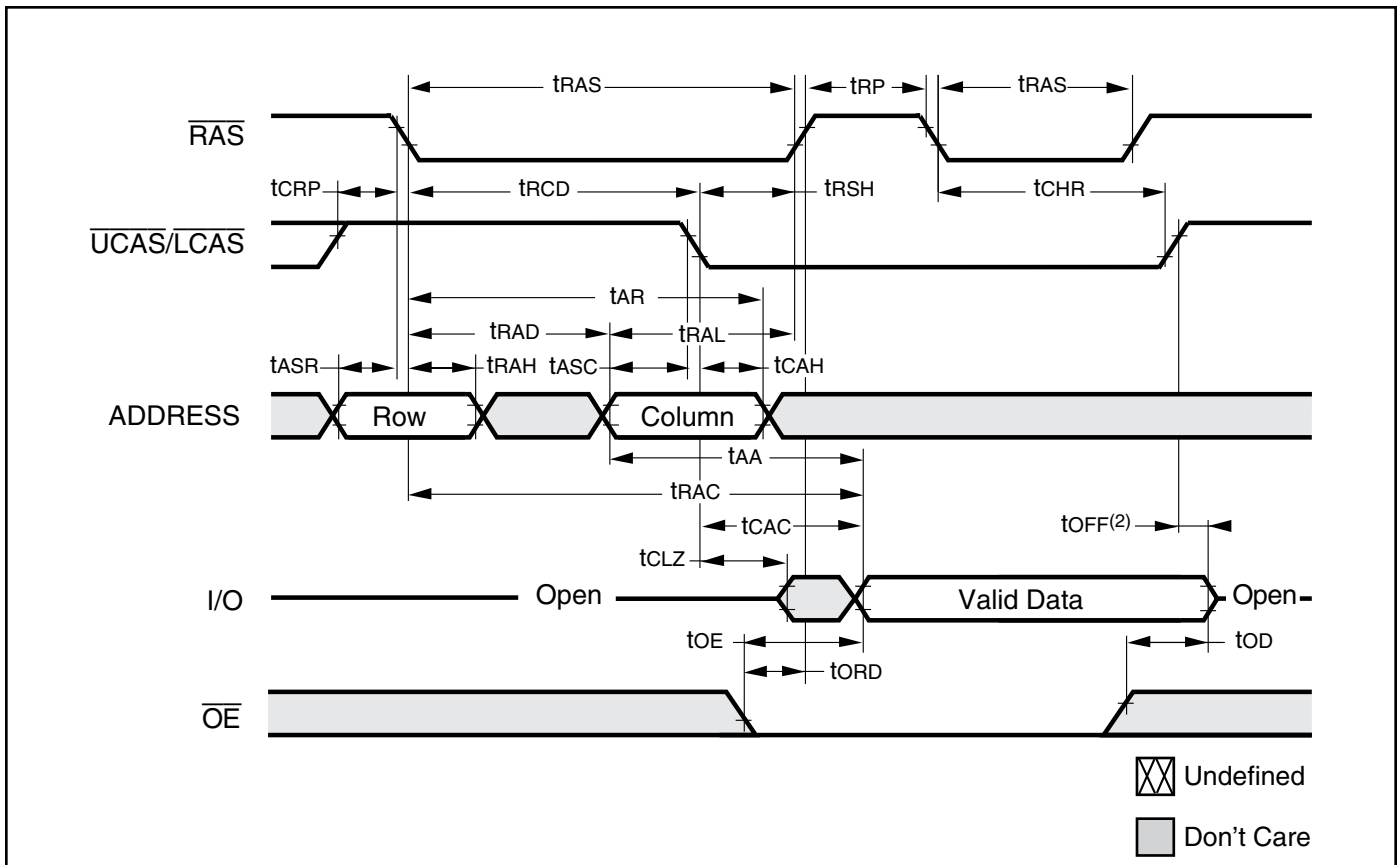 tRAS tRP tRAS
RAS
tCRP tRCD tRSH tCHR
UCAS/LCAS
tAR
tRAD tRAL
tASR tRAH tASC tCAH
ADDRESS Row Column
tAA
tRAC
tCAC tOFF(2)
tCLZ
I/O Open Valid Data Open
tOE tOD
tORD
OE
Undefined
Don't Care